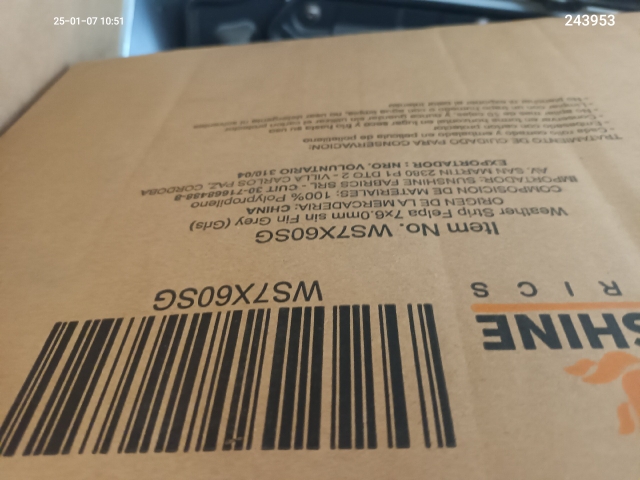 25-01-07 10:51
243953
SHINE
RICS
WS7X60SG
Item No. WS7X60SG
Weather Strip Felpa 7x6.0mm sin Fin Grey (Gris)
ORIGEN DE LA MERCADERIA: CHINA
COMPOSICION DE MATERIALES: 100% Polypropileno
IMPORTADOR: SUNSHINE FABRICS SRL - CUIT 30-71668488-8
AV. SAN MARTIN 2380 P1 DTO 2 - VILLA CARLOS PAZ, CORDOBA
EXPORTADOR : NRO. VOLUNTARIO 310/04
TRATAMIENTO DE CUIDADO PARA CONSERVACION: